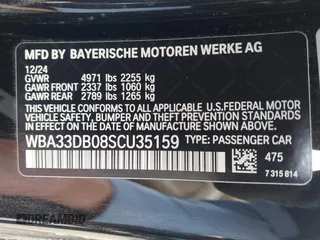 MFD BY BAYERISCHE MOTOREN WERKE AG
12/24
GVWR 4971 lbs 2255 kg
GAWR FRONT 2337 lbs 1060 kg
GAWR REAR 2789 lbs 1265 kg
THIS VEHICLE CONFORMS TO ALL APPLICABLE
U.S. FEDERAL MOTOR VEHICLE SAFETY,
BUMPER, AND THEFT PREVENTION STANDARDS IN
EFFECT ON THE DATE OF MANUFACTURE SHOWN ABOVE.
WBA33DB08SCU35159 TYPE: PASSENGER CAR
475
7 315 814
DREAMBID